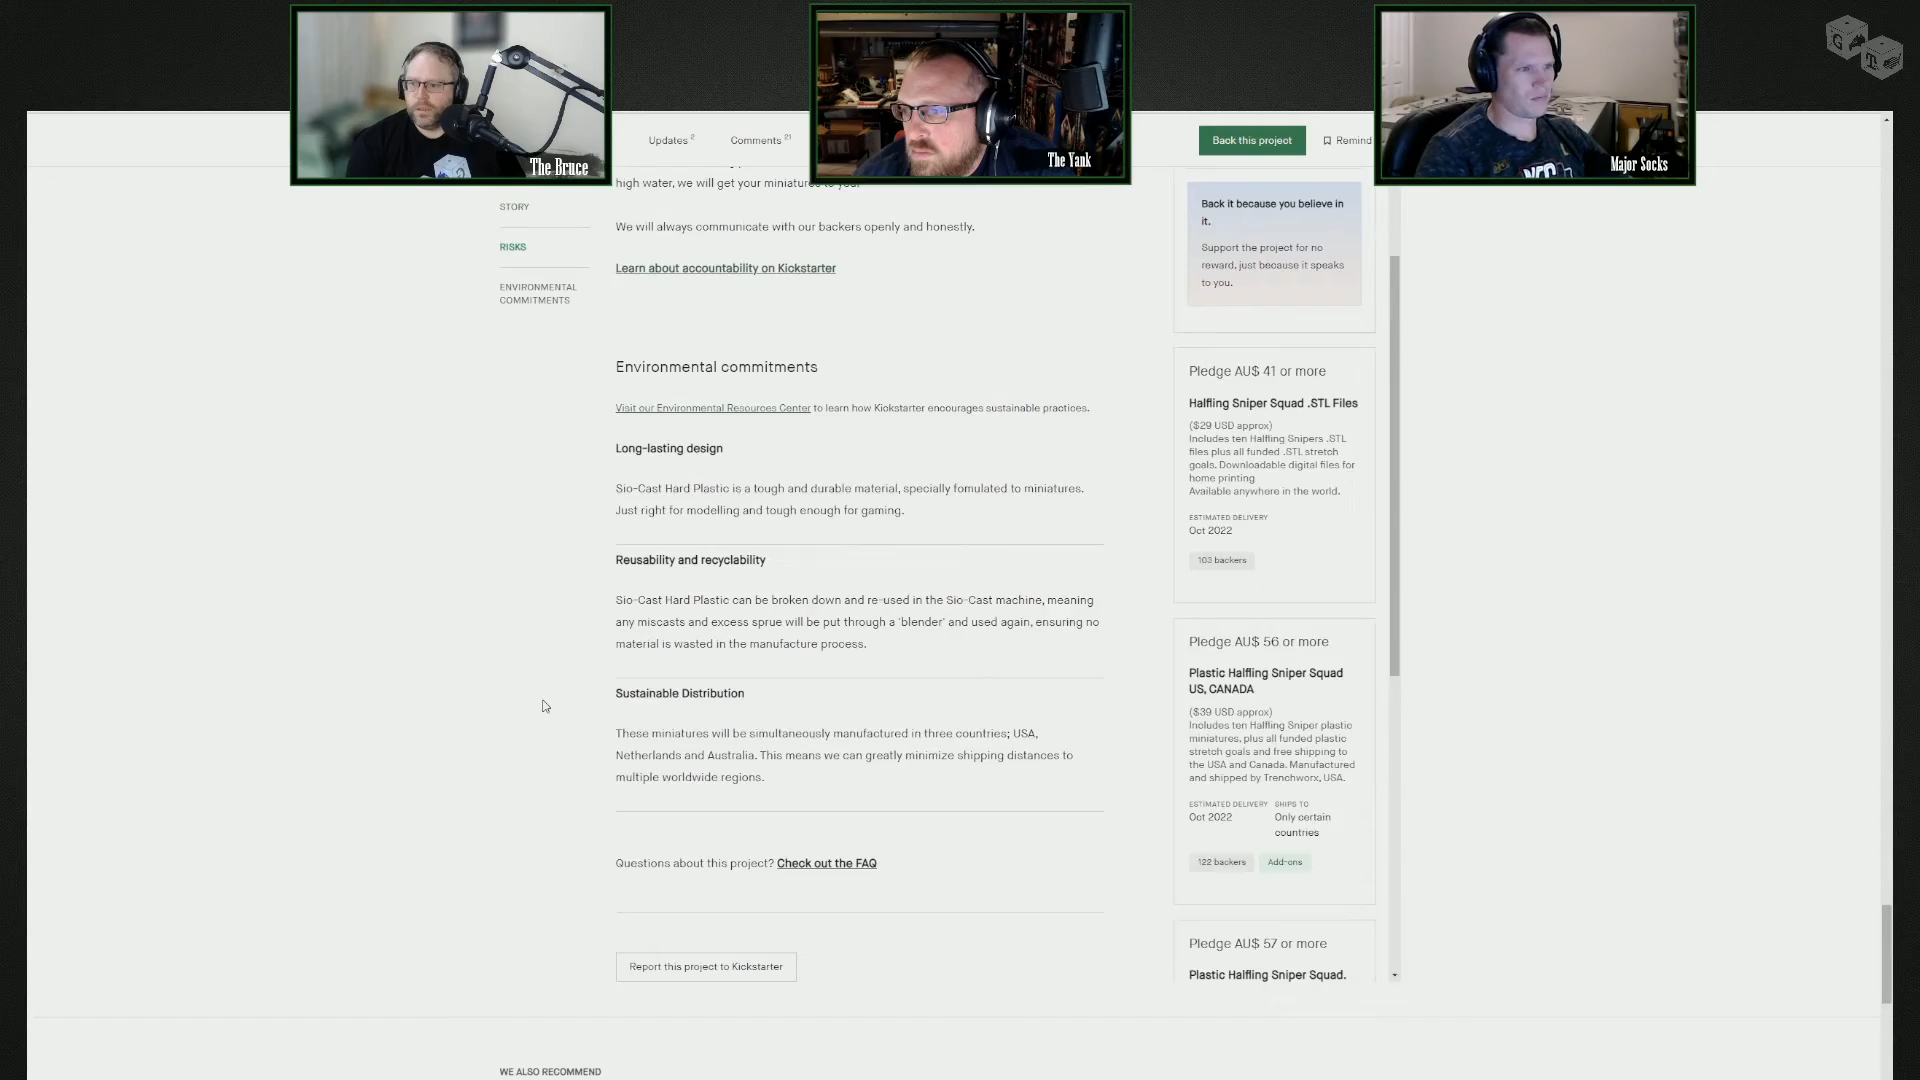 The Bruce
The Yank
Major Socks
G
T
Updates 2
Comments 21
Back this project
Remind
high water, we will get your miniatures to you.
We will always communicate with our backers openly and honestly.
Learn about accountability on Kickstarter
STORY
RISKS
ENVIRONMENTAL
COMMITMENTS
Environmental commitments
Visit our Environmental Resources Center to learn how Kickstarter encourages sustainable practices.
Long-lasting design
Sio-Cast Hard Plastic is a tough and durable material, specially fomulated to miniatures.
Just right for modelling and tough enough for gaming.
Reusability and recyclability
Sio-Cast Hard Plastic can be broken down and re-used in the Sio-Cast machine, meaning
any miscasts and excess sprue will be put through a 'blender' and used again, ensuring no
material is wasted in the manufacture process.
Sustainable Distribution
These miniatures will be simultaneously manufactured in three countries; USA,
Netherlands and Australia. This means we can greatly minimize shipping distances to
multiple worldwide regions.
Questions about this project? Check out the FAQ
Report this project to Kickstarter
WE ALSO RECOMMEND
Back it because you believe in
it.
Support the project for no
reward, just because it speaks
to you.
Pledge AU$ 41 or more
Halfling Sniper Squad .STL Files
($29 USD approx)
Includes ten Halfling Snipers .STL
files plus all funded .STL stretch
goals. Downloadable digital files for
home printing
Available anywhere in the world.
ESTIMATED DELIVERY
Oct 2022
103 backers
Pledge AU$ 56 or more
Plastic Halfling Sniper Squad
US, CANADA
($39 USD approx)
Includes ten Halfling Sniper plastic
miniatures, plus all funded plastic
stretch goals and free shipping to
the USA and Canada. Manufactured
and shipped by Trenchworx, USA.
ESTIMATED DELIVERY SHIPS TO
Oct 2022 Only certain
countries
122 backers Add-ons
Pledge AU$ 57 or more
Plastic Halfling Sniper Squad.